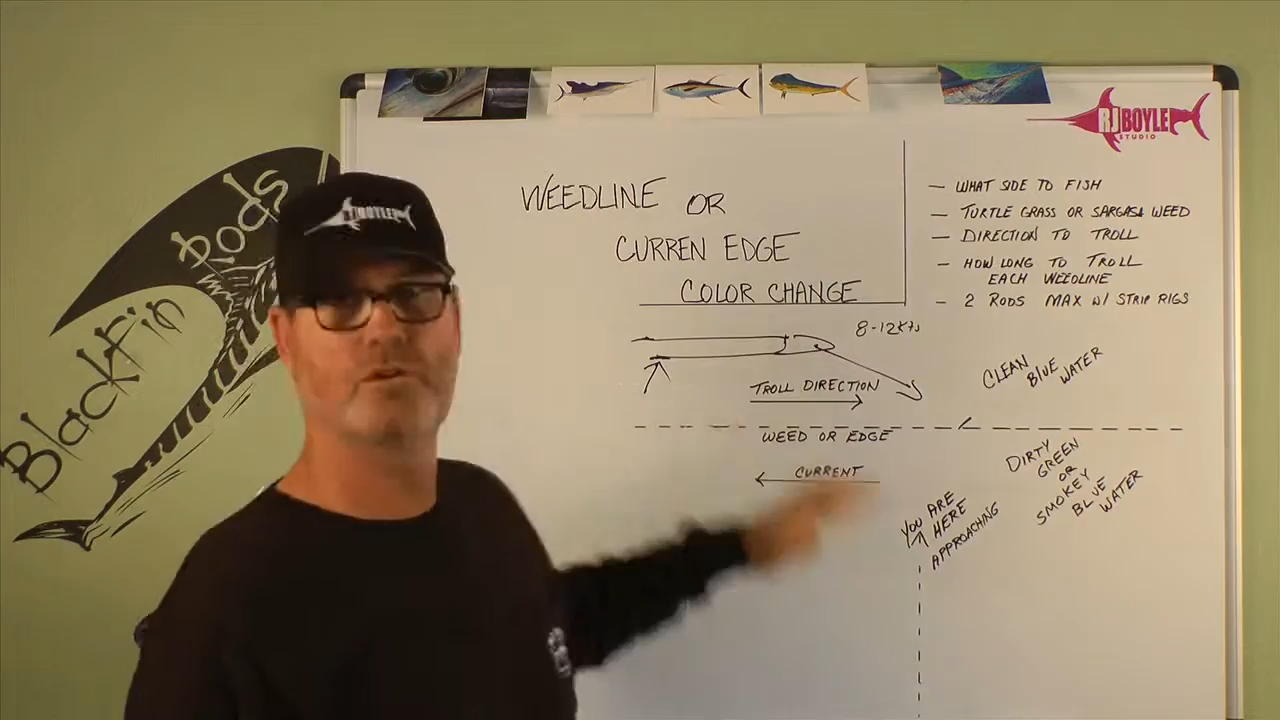 BlackFin
Rods
RJ BOYLE
RJ BOYLE
STUDIO
WEEDLINE OR
CURREN EDGE
COLOR CHANGE
— WHAT SIDE TO FISH
— TURTLE GRASS OR SARGASS WEED
— DIRECTION TO TROLL
— HOW LONG TO TROLL
EACH WEEDLINE
— 2 RODS MAX W/ STRIP RIGS
8-12kts
TROLL DIRECTION
CLEAN
BLUE
WATER
WEED OR EDGE
CURRENT
DIRTY
GREEN
OR
SMOKEY
BLUE
WATER
YOU ARE
HERE
APPROACHING